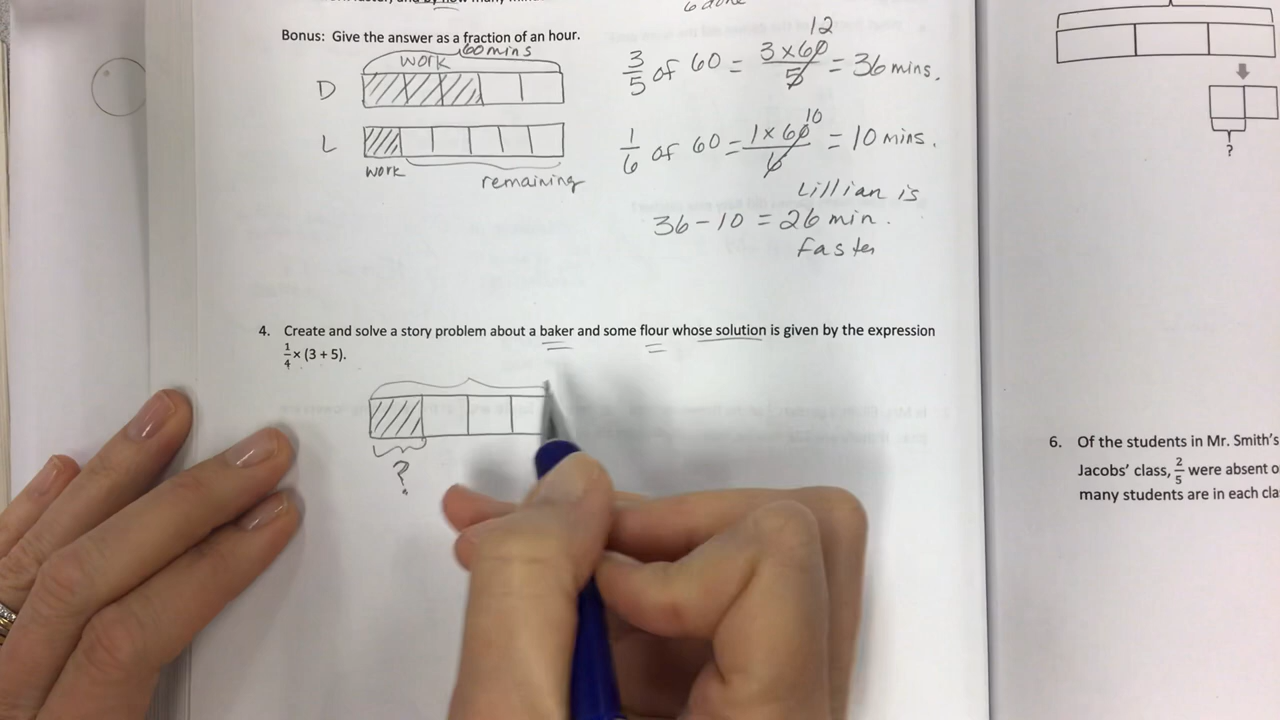 6 done
Bonus: Give the answer as a fraction of an hour.
60 mins
work
D
3/5 of 60 = 3 x 60/5 = 36 mins.
12
L
1/6 of 60 = 1 x 60/6 = 10 mins.
10
work
remaining
Lillian is
36 - 10 = 26 min.
faster
?
4. Create and solve a story problem about a baker and some flour whose solution is given by the expression
1/4 × (3 + 5).
?
6. Of the students in Mr. Smith's
Jacobs' class, 2/5 were absent
many students are in each